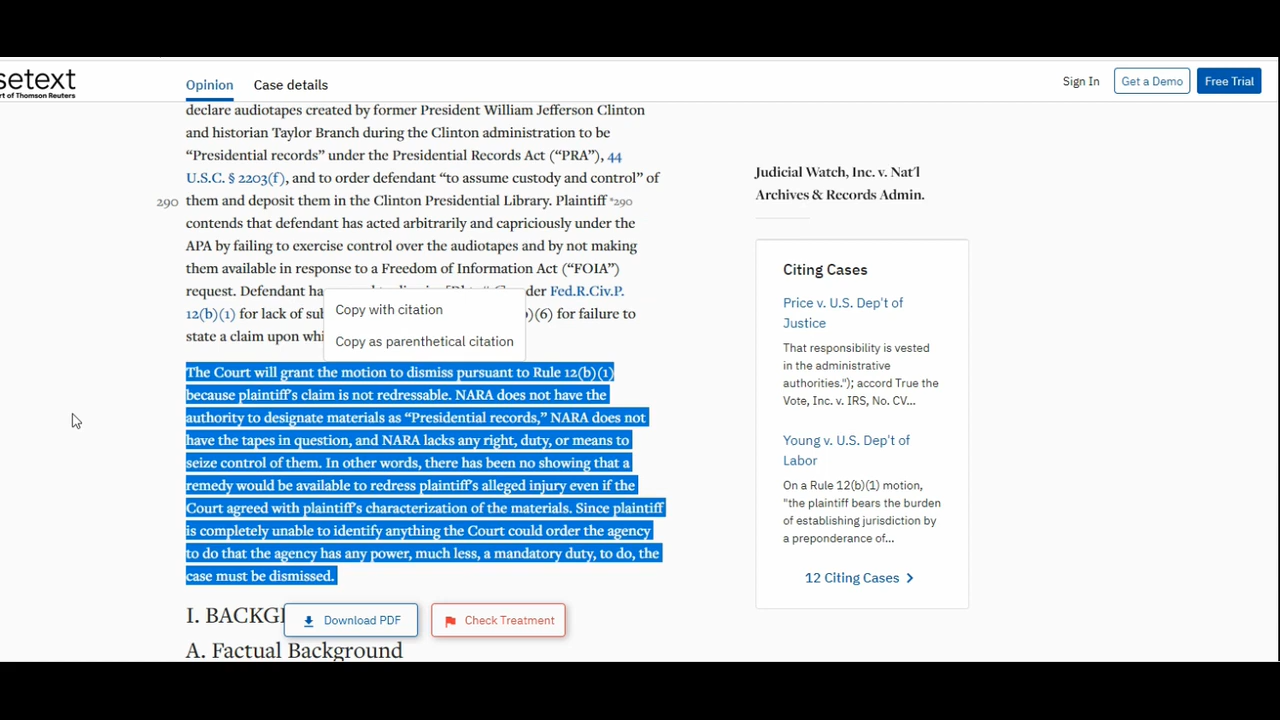 setext
rt of Thomson Reuters
Opinion
Case details
Sign In
Get a Demo
Free Trial
declare audiotapes created by former President William Jefferson Clinton
and historian Taylor Branch during the Clinton administration to be
“Presidential records” under the Presidential Records Act (“PRA”), 44
U.S.C. § 2203(f), and to order defendant “to assume custody and control” of
290 them and deposit them in the Clinton Presidential Library. Plaintiff *290
contends that defendant has acted arbitrarily and capriciously under the
APA by failing to exercise control over the audiotapes and by not making
them available in response to a Freedom of Information Act (“FOIA”)
request. Defendant ha der Fed.R.Civ.P.
12(b)(1) for lack of sub )(6) for failure to
state a claim upon whi
Copy with citation
Copy as parenthetical citation
The Court will grant the motion to dismiss pursuant to Rule 12(b)(1)
because plaintiff’s claim is not redressable. NARA does not have the
authority to designate materials as “Presidential records,” NARA does not
have the tapes in question, and NARA lacks any right, duty, or means to
seize control of them. In other words, there has been no showing that a
remedy would be available to redress plaintiff’s alleged injury even if the
Court agreed with plaintiff’s characterization of the materials. Since plaintiff
is completely unable to identify anything the Court could order the agency
to do that the agency has any power, much less, a mandatory duty, to do, the
case must be dismissed.
I. BACKG
Download PDF
Check Treatment
A. Factual Background
Judicial Watch, Inc. v. Nat'l
Archives & Records Admin.
Citing Cases
Price v. U.S. Dep't of
Justice
That responsibility is vested
in the administrative
authorities."); accord True the
Vote, Inc. v. IRS, No. CV...
Young v. U.S. Dep't of
Labor
On a Rule 12(b)(1) motion,
"the plaintiff bears the burden
of establishing jurisdiction by
a preponderance of...
12 Citing Cases